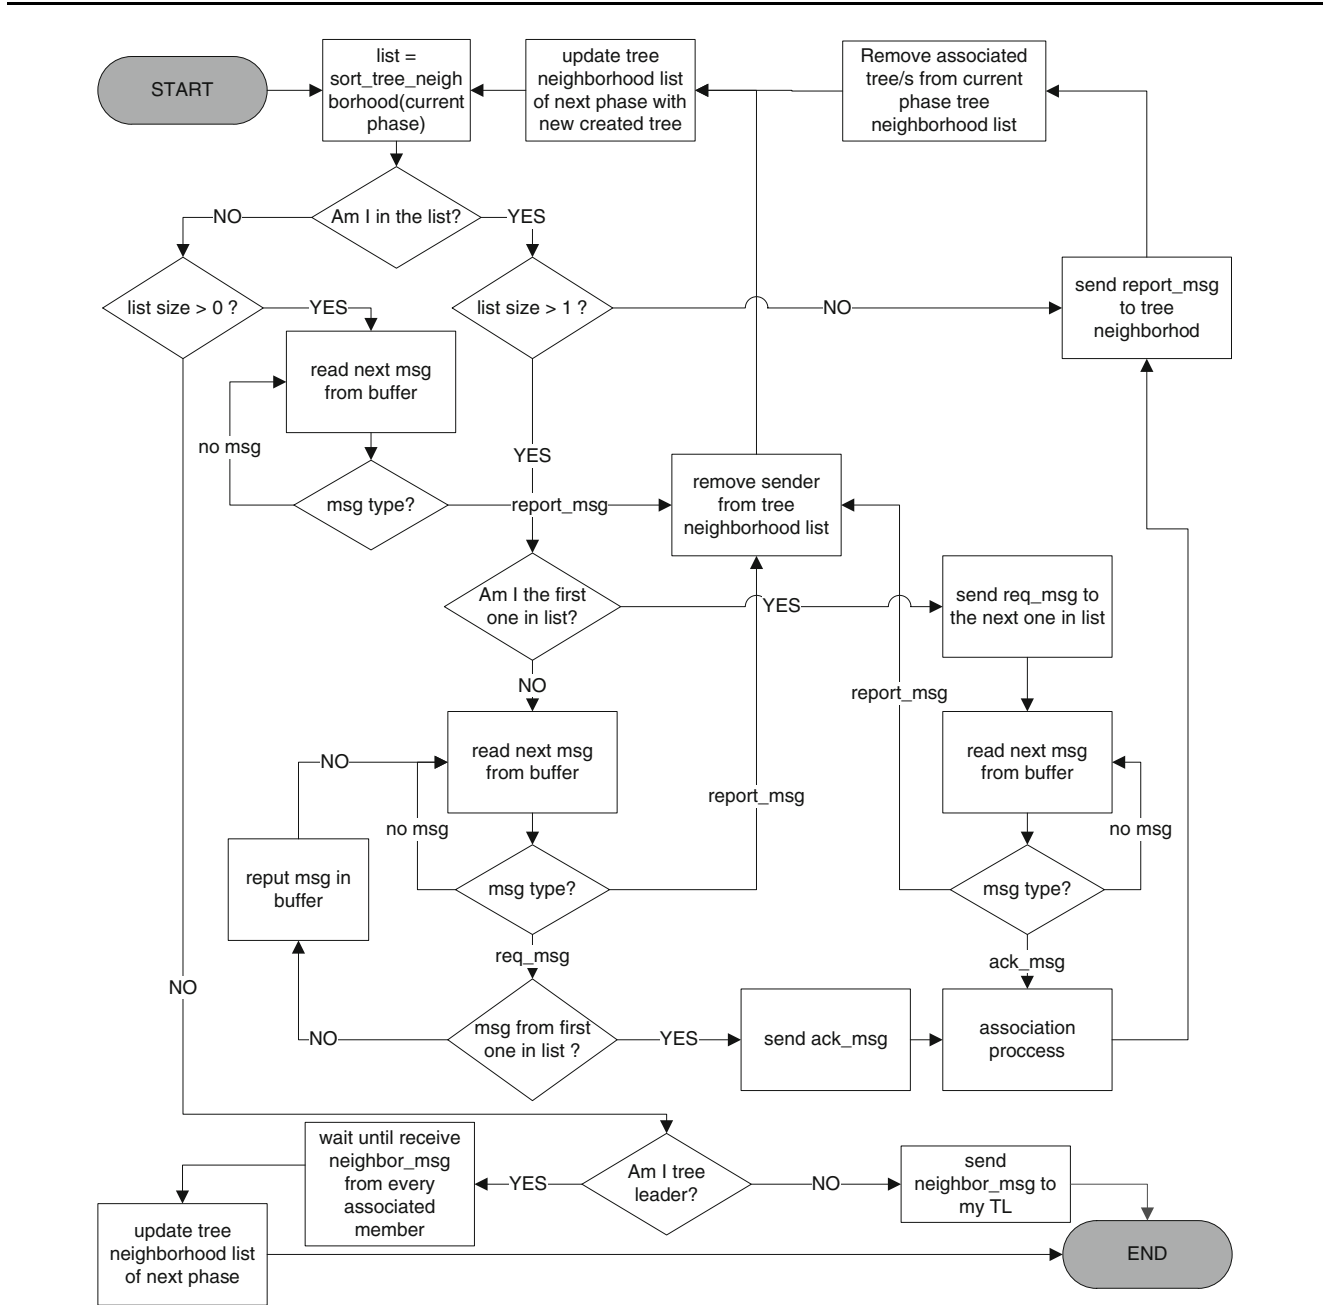 START
list =
sort_tree_neigh
borhood(current
phase)
update tree
neighborhood list
of next phase with
new created tree
Remove associated
tree/s from current
phase tree
neighborhood list
NO
Am I in the list?
YES
list size > 0 ?
YES
list size > 1 ?
NO
send report_msg
to tree
neighborhod
read next msg
from buffer
no msg
YES
msg type?
report_msg
remove sender
from tree
neighborhood list
Am I the first
one in list?
YES
send req_msg to
the next one in list
NO
report_msg
read next msg
from buffer
read next msg
from buffer
NO
report_msg
no msg
no msg
reput msg in
buffer
msg type?
msg type?
req_msg
ack_msg
NO
NO
msg from first
one in list ?
YES
send ack_msg
association
proccess
wait until receive
neighbor_msg
from every
associated
member
YES
Am I tree
leader?
NO
send
neighbor_msg to
my TL
update tree
neighborhood list
of next phase
END